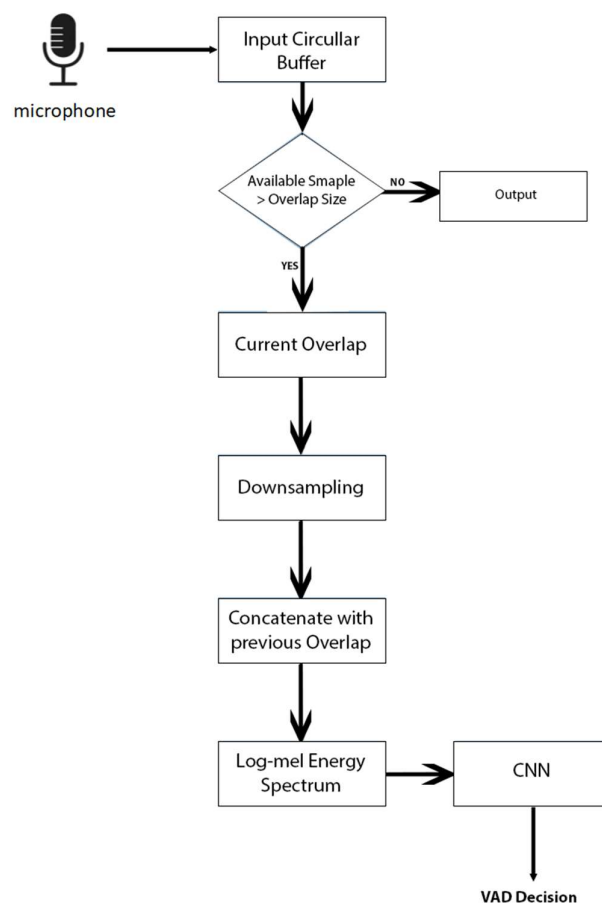 Input Circullar
Buffer
microphone
Available Smaple
> Overlap Size
NO
Output
YES
Current Overlap
Downsampling
Concatenate with
previous Overlap
Log-mel Energy
Spectrum
CNN
VAD Decision